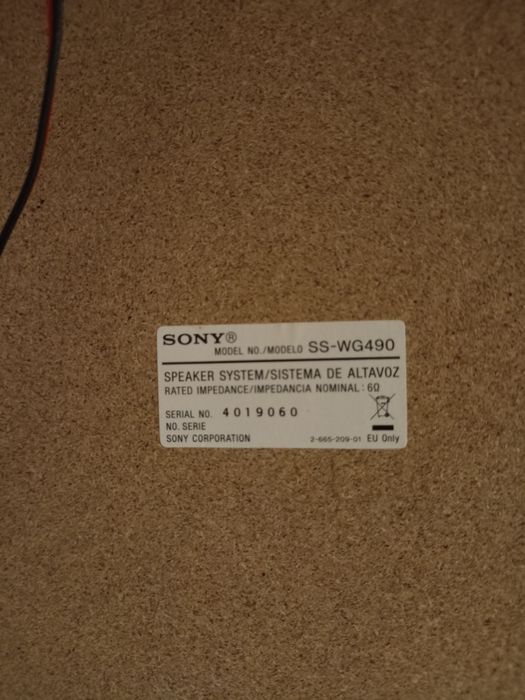 SONY®
MODEL NO./MODELO SS-WG490
SPEAKER SYSTEM/SISTEMA DE ALTAVOZ
RATED IMPEDANCE/IMPEDANCIA NOMINAL: 6Ω
SERIAL NO. 4019060
NO. SERIE
SONY CORPORATION 2-665-209-01 EU Only